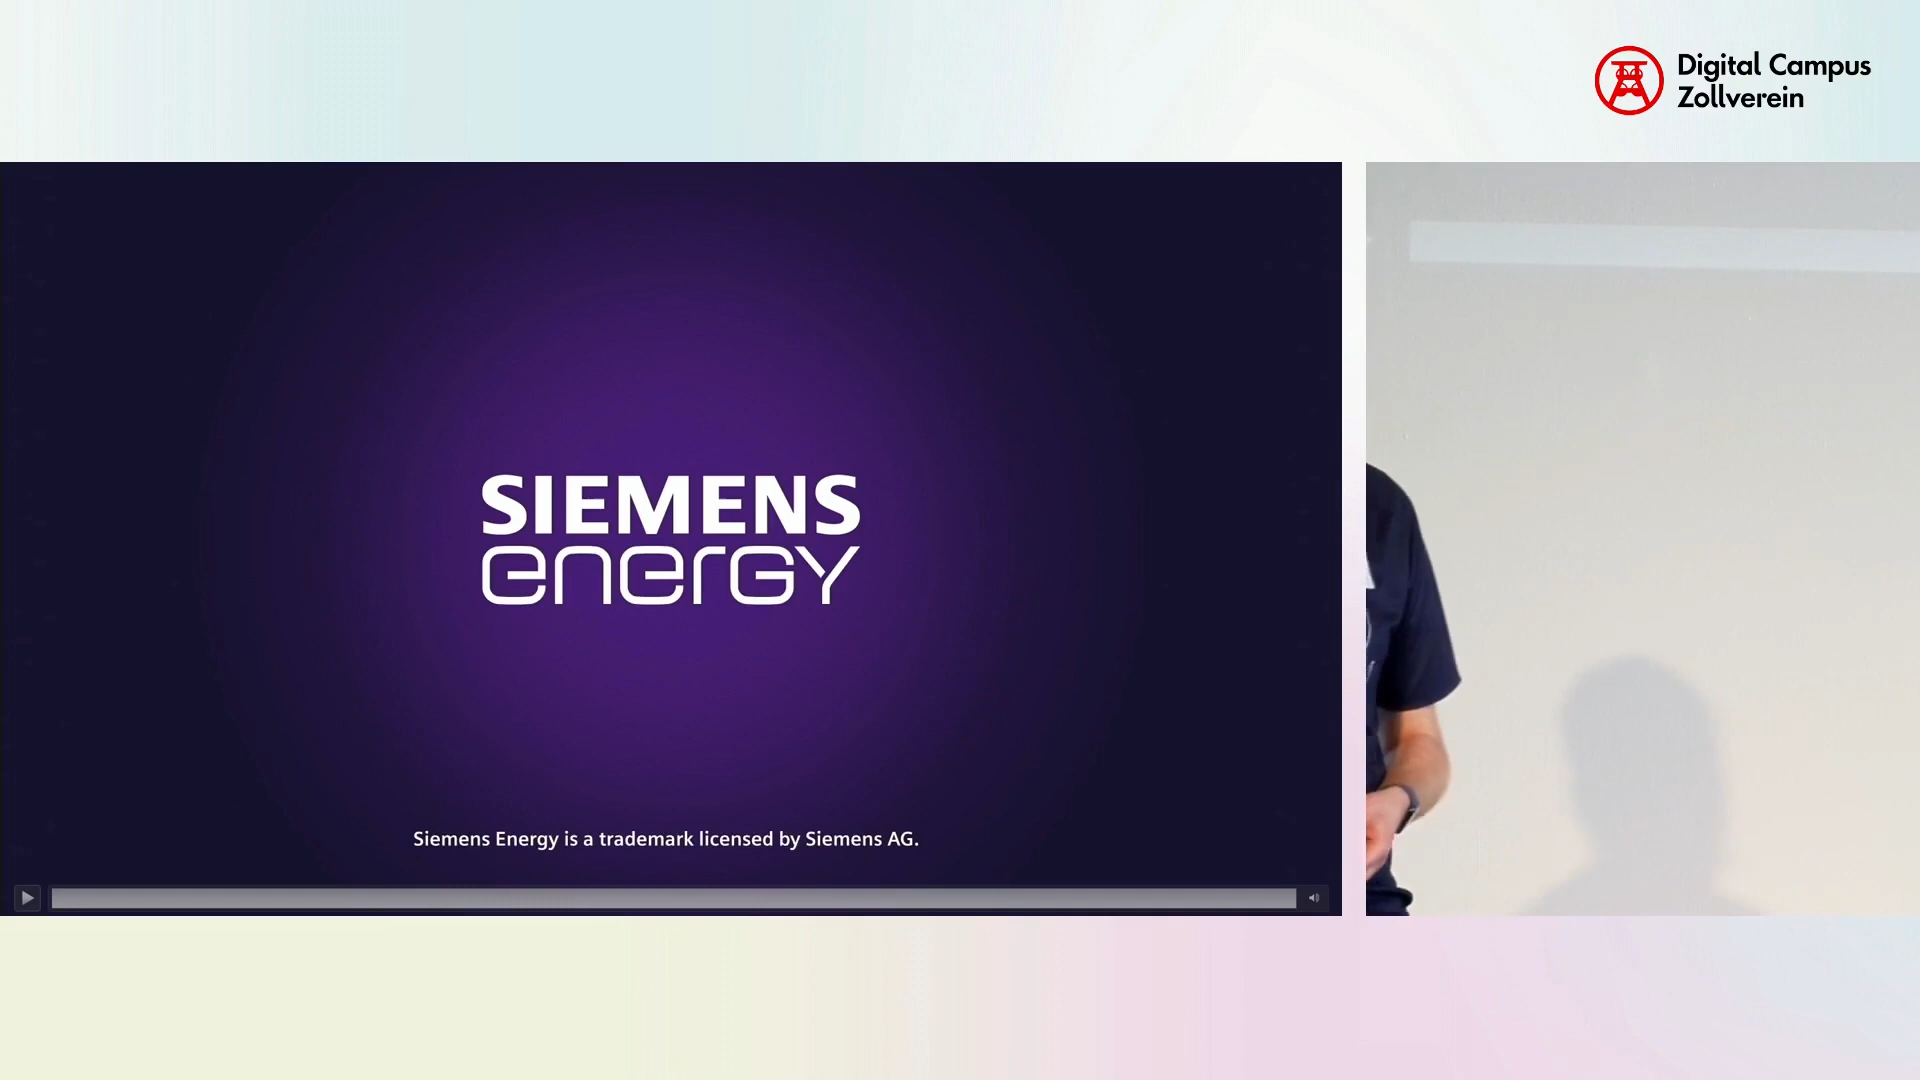 Digital Campus
Zollverein
SIEMENS
energy
Siemens Energy is a trademark licensed by Siemens AG.